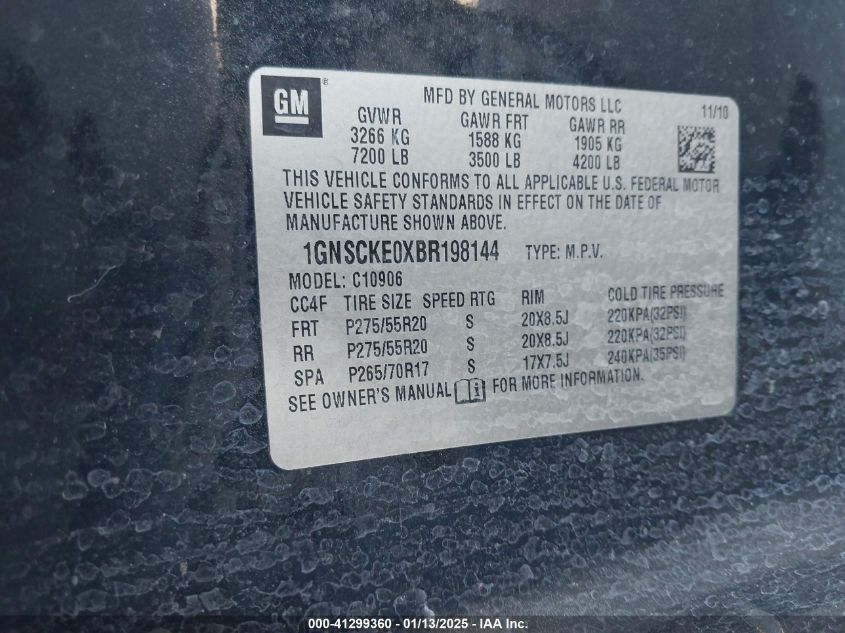 GM ®
MFD BY GENERAL MOTORS LLC 11/10
GVWR GAWR FRT GAWR RR
3266 KG 1588 KG 1905 KG
7200 LB 3500 LB 4200 LB
THIS VEHICLE CONFORMS TO ALL APPLICABLE U.S. FEDERAL MOTOR
VEHICLE SAFETY STANDARDS IN EFFECT ON THE DATE OF
MANUFACTURE SHOWN ABOVE.
1GNSCKE0XBR198144 TYPE: M.P.V.
MODEL: C10906
CC4F TIRE SIZE SPEED RTG RIM COLD TIRE PRESSURE
FRT P275/55R20 S 20X8.5J 220KPA(32PSI)
RR P275/55R20 S 20X8.5J 220KPA(32PSI)
SPA P265/70R17 S 17X7.5J 240KPA(35PSI)
SEE OWNER'S MANUAL FOR MORE INFORMATION.
000-41299360 — 01/13/2025 — IAA Inc.